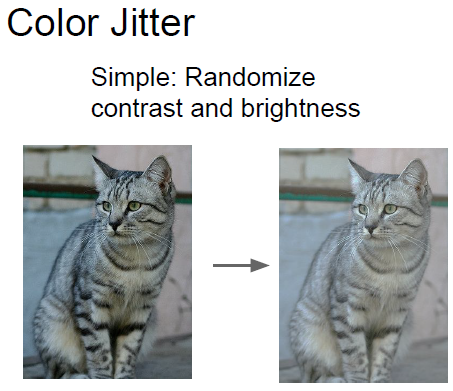 Color Jitter
Simple: Randomize
contrast and brightness